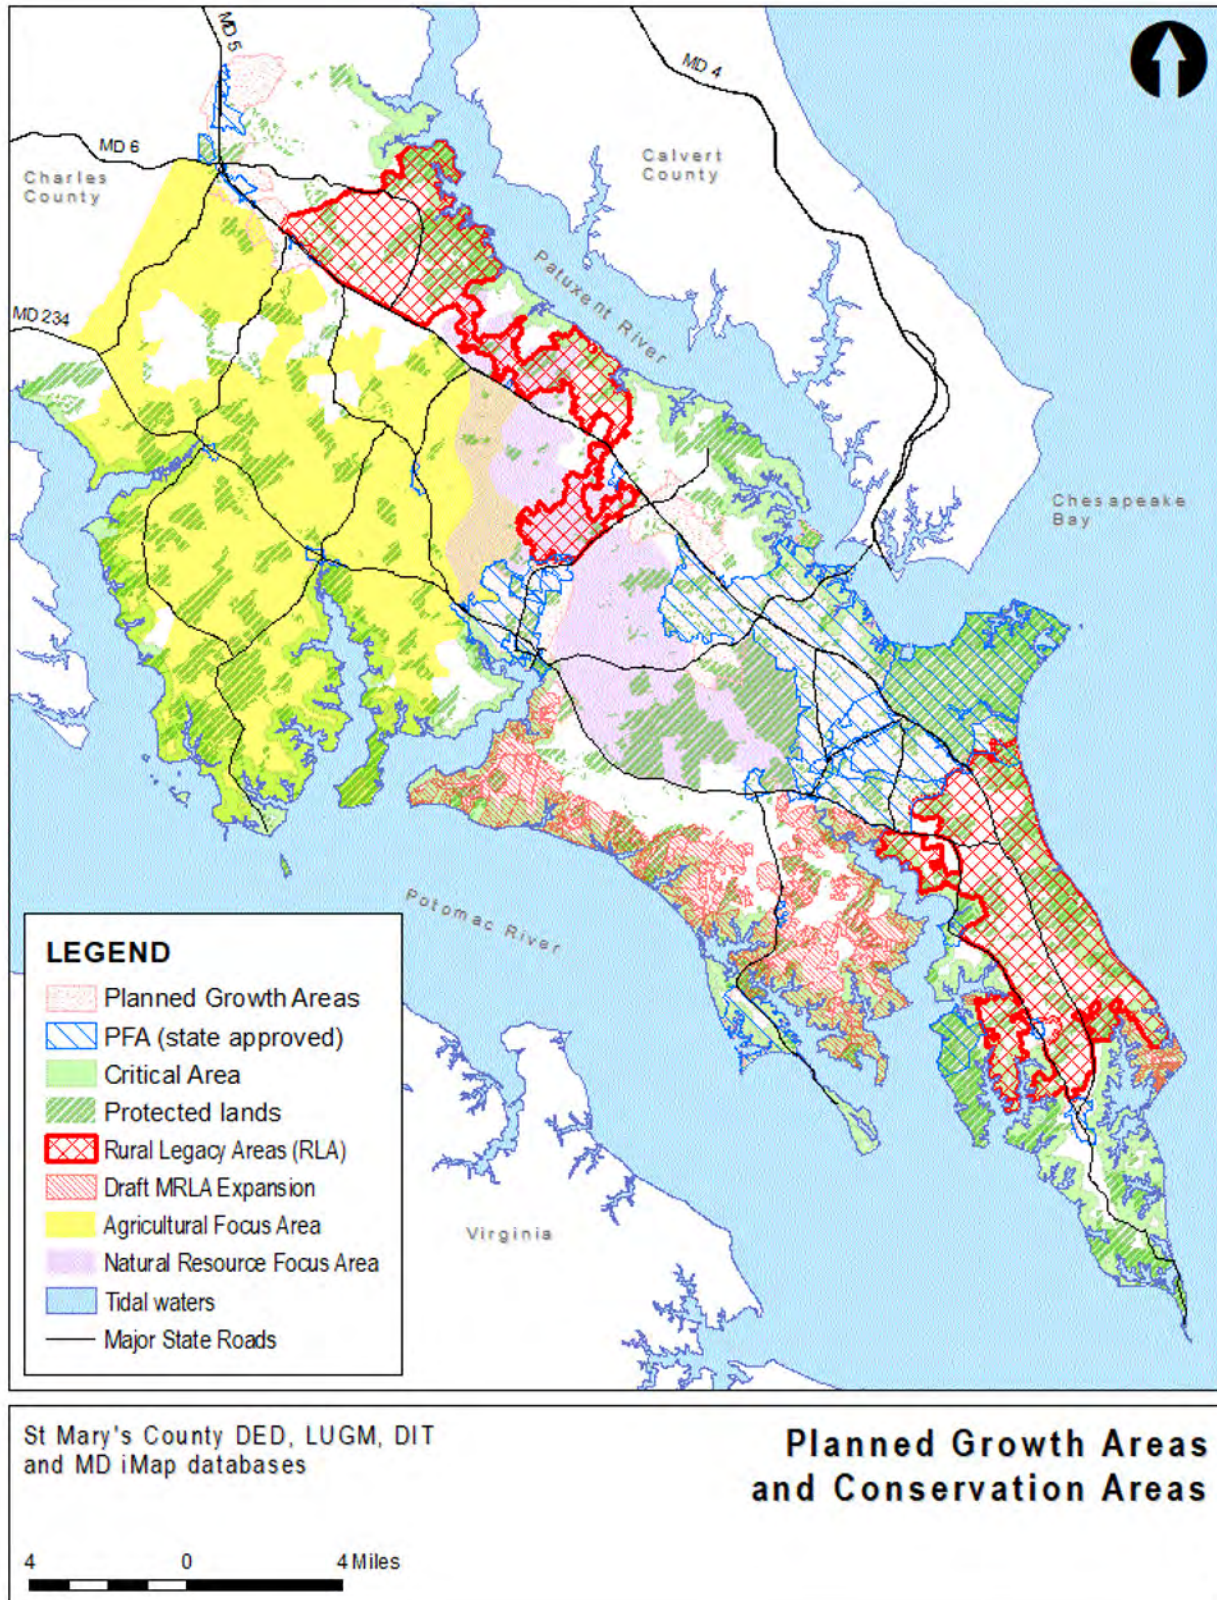 MD 5
MD 4
MD 6
Charles
County
Calvert
County
MD 234
Patuxent River
Chesapeake
Bay
Potomac River
Virginia
LEGEND
Planned Growth Areas
PFA (state approved)
Critical Area
Protected lands
Rural Legacy Areas (RLA)
Draft MRLA Expansion
Agricultural Focus Area
Natural Resource Focus Area
Tidal waters
Major State Roads
St Mary's County DED, LUGM, DIT
and MD iMap databases
Planned Growth Areas
and Conservation Areas
4 0 4 Miles